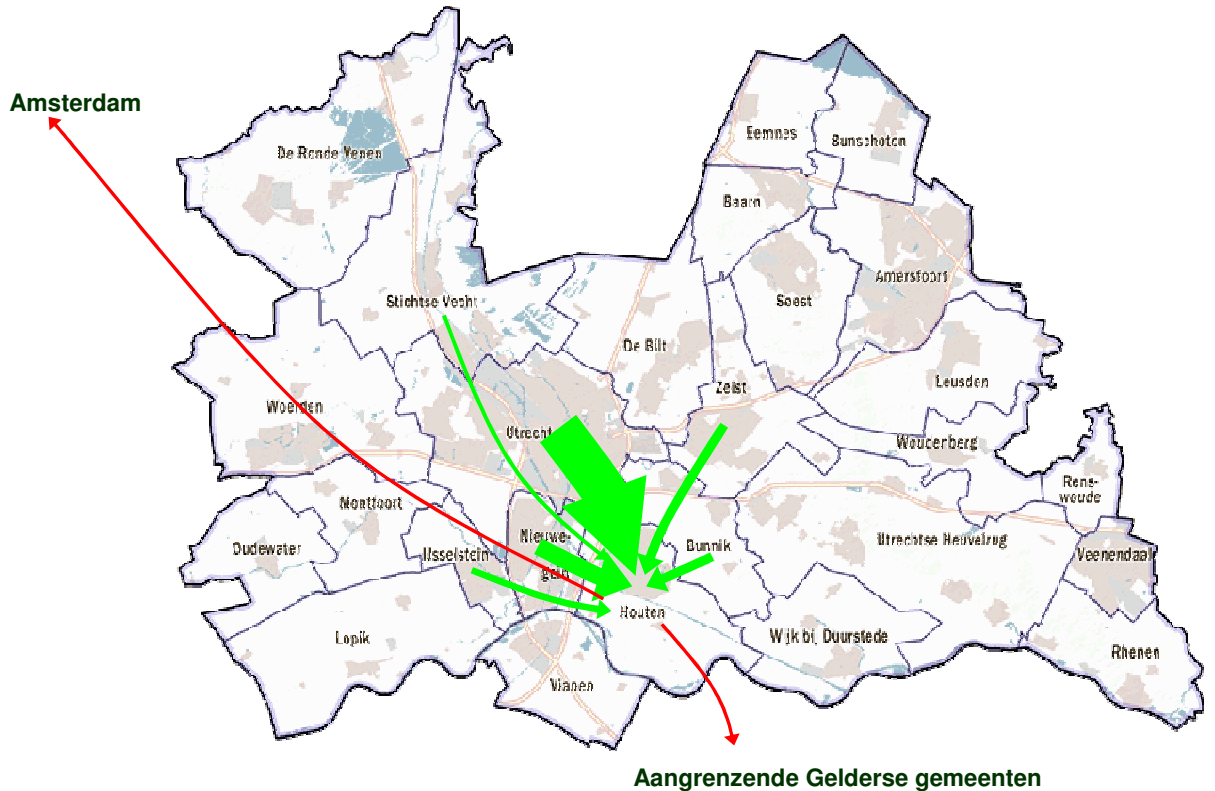 Amsterdam
Eemnes
Bunschoten
De Ronde Venen
Baarn
Amersfoort
Stichtse Vecht
Soest
De Bilt
Leusden
Zeist
Woerden
Utrecht
Woudenberg
Rens-
woude
Montfoort
Nieuwe-
gein
Bunnik
Utrechtse Heuvelrug
Oudewater
IJsselstein
Veenendaal
Houten
Lopik
Wijk bij Duurstede
Rhenen
Vianen
Aangrenzende Gelderse gemeenten